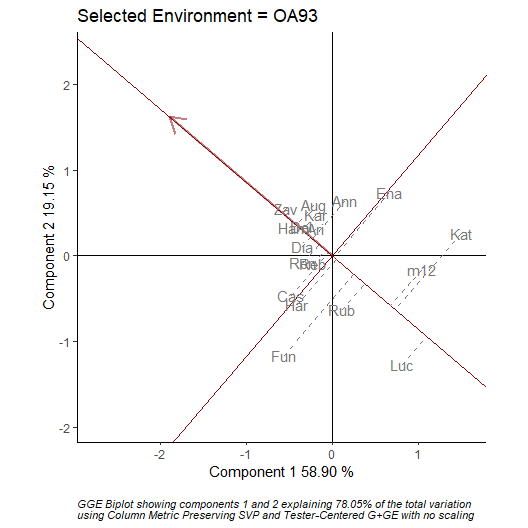 Selected Environment = OA93
2
1
0
-1
-2
Component 2 19.15 %
Zav
Aug
Ann
Ena
Kar
Ham
Ari
Kat
Dia
m12
Cas
Har
Rub
Fun
Luc
-2
-1
0
1
Component 1 58.90 %
GGE Biplot showing components 1 and 2 explaining 78.05% of the total variation
using Column Metric Preserving SVP and Tester-Centered G+GE with no scaling